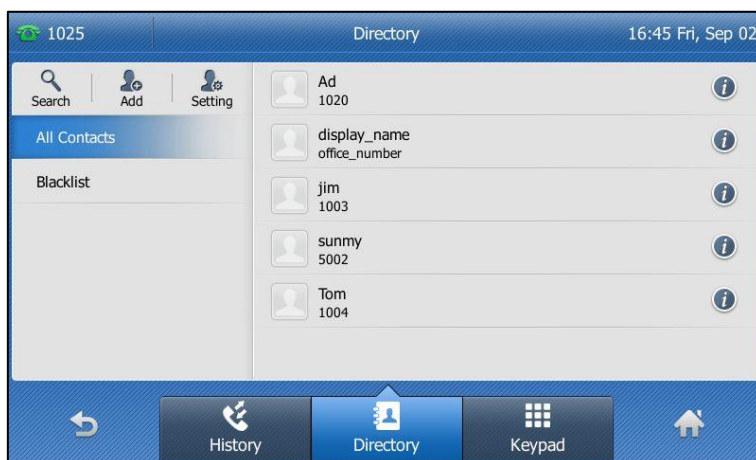 1025
Directory
16:45 Fri, Sep 02
Search
Add
Setting
All Contacts
Blacklist
Ad
1020
display_name
office_number
jim
1003
sunmy
5002
Tom
1004
History
Directory
Keypad